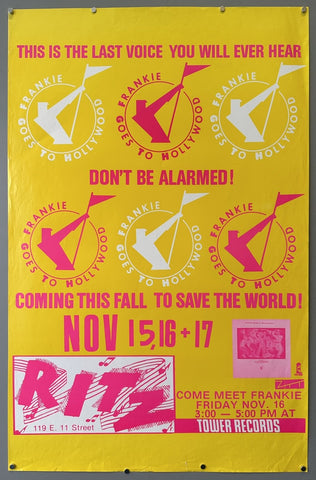 THIS IS THE LAST VOICE YOU WILL EVER HEAR
FRANKIE GOES TO HOLLYWOOD
FRANKIE GOES TO HOLLYWOOD
FRANKIE GOES TO HOLLYWOOD
DON'T BE ALARMED!
FRANKIE GOES TO HOLLYWOOD
FRANKIE GOES TO HOLLYWOOD
FRANKIE GOES TO HOLLYWOOD
COMING THIS FALL TO SAVE THE WORLD!
NOV 15, 16 + 17
RITZ
119 E. 11 Street
COME MEET FRANKIE
FRIDAY NOV. 16
3:00 — 5:00 PM AT
TOWER RECORDS